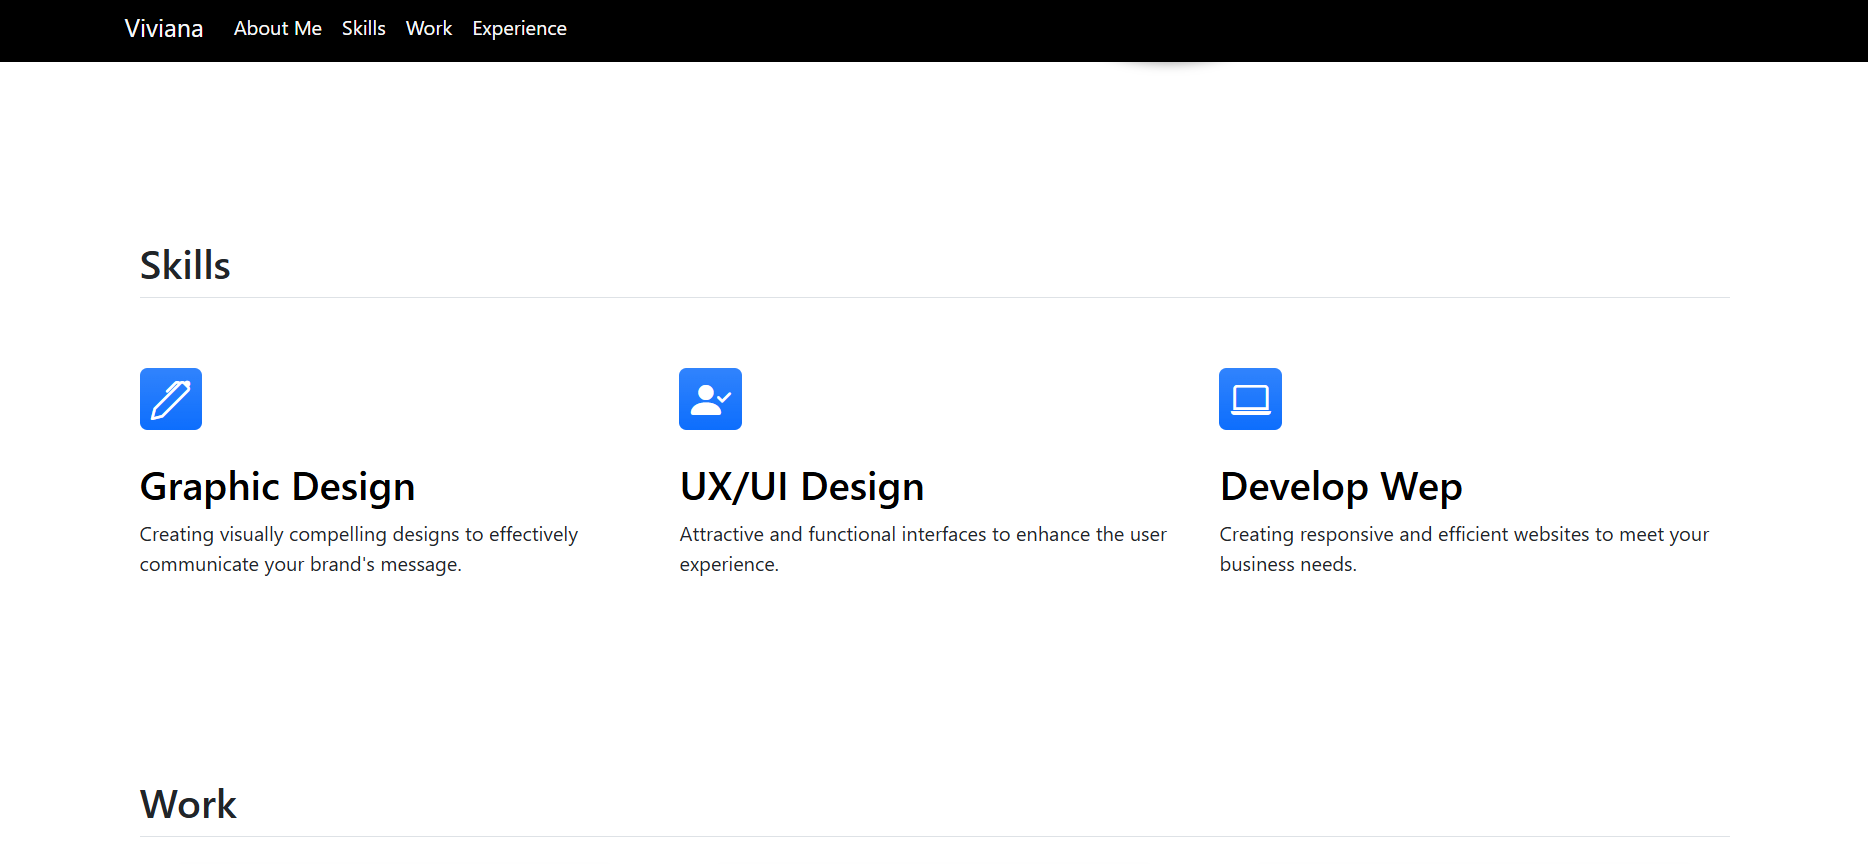 Viviana About Me Skills Work Experience
Skills
Graphic Design
Creating visually compelling designs to effectively
communicate your brand's message.
UX/UI Design
Attractive and functional interfaces to enhance the user
experience.
Develop Wep
Creating responsive and efficient websites to meet your
business needs.
Work